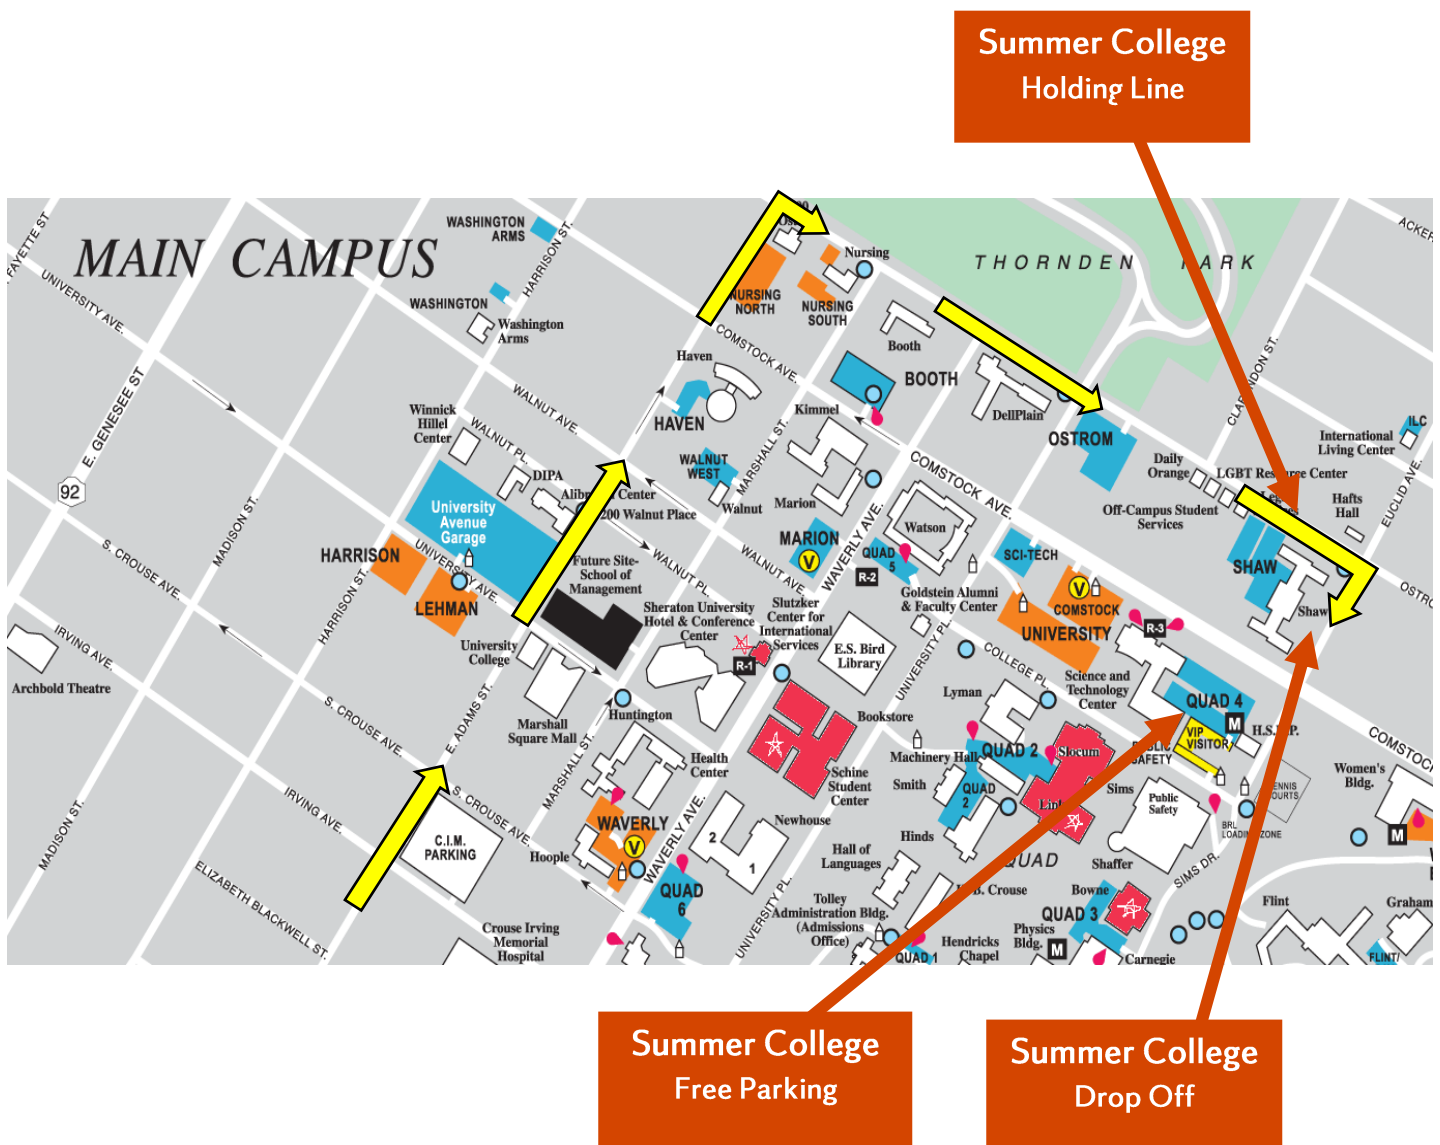 Summer College
Holding Line
MAIN CAMPUS
THORNDEN PARK
FAYETTE ST
UNIVERSITY AVE.
E. GENESEE ST
92
WASHINGTON
ARMS
HARRISON ST.
WASHINGTON
Washington
Arms
Nursing
NURSING
NORTH
NURSING
SOUTH
COMSTOCK AVE.
Booth
BOOTH
Haven
HAVEN
WALNUT AVE.
WALNUT PL.
Winnick
Hillel
Center
DIPA
200 Walnut Place
University
Avenue
Garage
HARRISON
UNIVERSITY AVE.
LEHMAN
MADISON ST.
S. CROUSE AVE.
HARRISON ST.
IRVING AVE.
Archbold Theatre
Kimmel
DellPlain
OSTROM
CLARENDON ST.
ACKER
ILC
International
Living Center
EUCLID AVE.
Daily
Orange
LGBT Resource Center
Off-Campus Student
Services
Hafts
Hall
WALNUT
WEST
Walnut
MARSHALL ST.
Marion
MARION
V
WAVERLY AVE.
Watson
COMSTOCK AVE.
QUAD
5
R-2
SCI-TECH
SHAW
Shaw
OSTRO
Future Site-
School of
Management
WALNUT PL.
WALNUT AVE.
Sheraton University
Hotel & Conference
Center
Slutzker
Center for
International
Services
R-1
E.S. Bird
Library
Goldstein Alumni
& Faculty Center
UNIVERSITY PL.
V
COMSTOCK
UNIVERSITY
R-3
COLLEGE PL.
Science and
Technology
Center
QUAD 4
M
VIP
VISITOR
COMSTOCK
University
College
Marshall
Square Mall
Huntington
E. ADAMS ST.
S. CROUSE AVE.
MARSHALL ST.
Health
Center
Bookstore
Schine
Student
Center
Lyman
Machinery Hall
QUAD 2
Slocum
Smith
QUAD
2
Sims
Hinds
Public
Safety
BRL
LOADING ZONE
Women's
Bldg.
M
MADISON ST.
IRVING AVE.
S. CROUSE AVE.
C.I.M.
PARKING
WAVERLY
V
Hoople
WAVERLY AVE.
Newhouse
2
1
Hall of
Languages
QUAD
Shaffer
SIMS DR.
ELIZABETH BLACKWELL ST.
Crouse Irving
Memorial
Hospital
QUAD
6
UNIVERSITY PL.
Tolley
Administration Bldg.
(Admissions
Office)
QUAD 1
Hendricks
Chapel
Physics
Bldg.
M
QUAD 3
Bowne
Carnegie
Flint
Graham
FLINT/
Summer College
Free Parking
Summer College
Drop Off